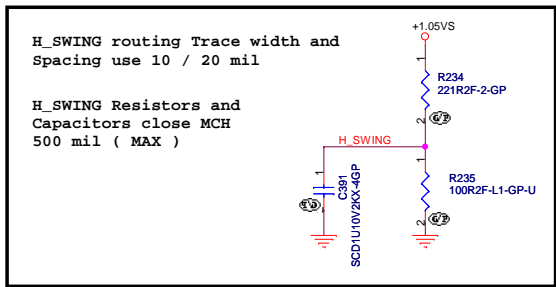 H_SWING routing Trace width and
Spacing use 10 / 20 mil
H_SWING Resistors and
Capacitors close MCH
500 mil ( MAX )
+1.05VS
1
R234
221R2F-2-GP
2
G/P
H_SWING
1
R235
100R2F-L1-GP-U
2
G/P
1
C391
SCD1U10V2KX-4GP